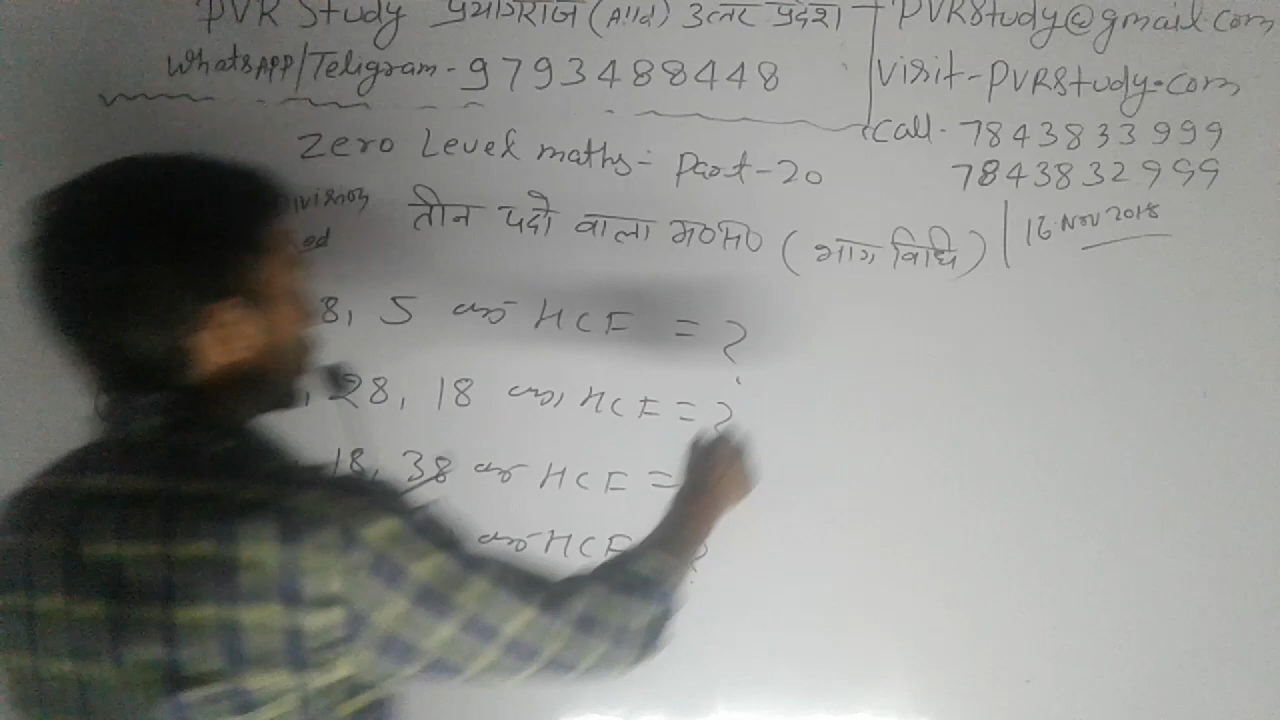 PVR Study प्रयागराज (Alld) उत्तर प्रदेश
PVRStudy@gmail.com
WhatsAPP/Teligram - 9793488448
visit - PVRStudy.com
Call - 7843833999
7843832999
Zero Level maths - Part-20
तीन पदो वाला म०स० (भाग विधि)
16 Nov 2018
8, 5 का HCF = ?
28, 18 का HCF = ?
18, 38 का HCF =
का HCF ?